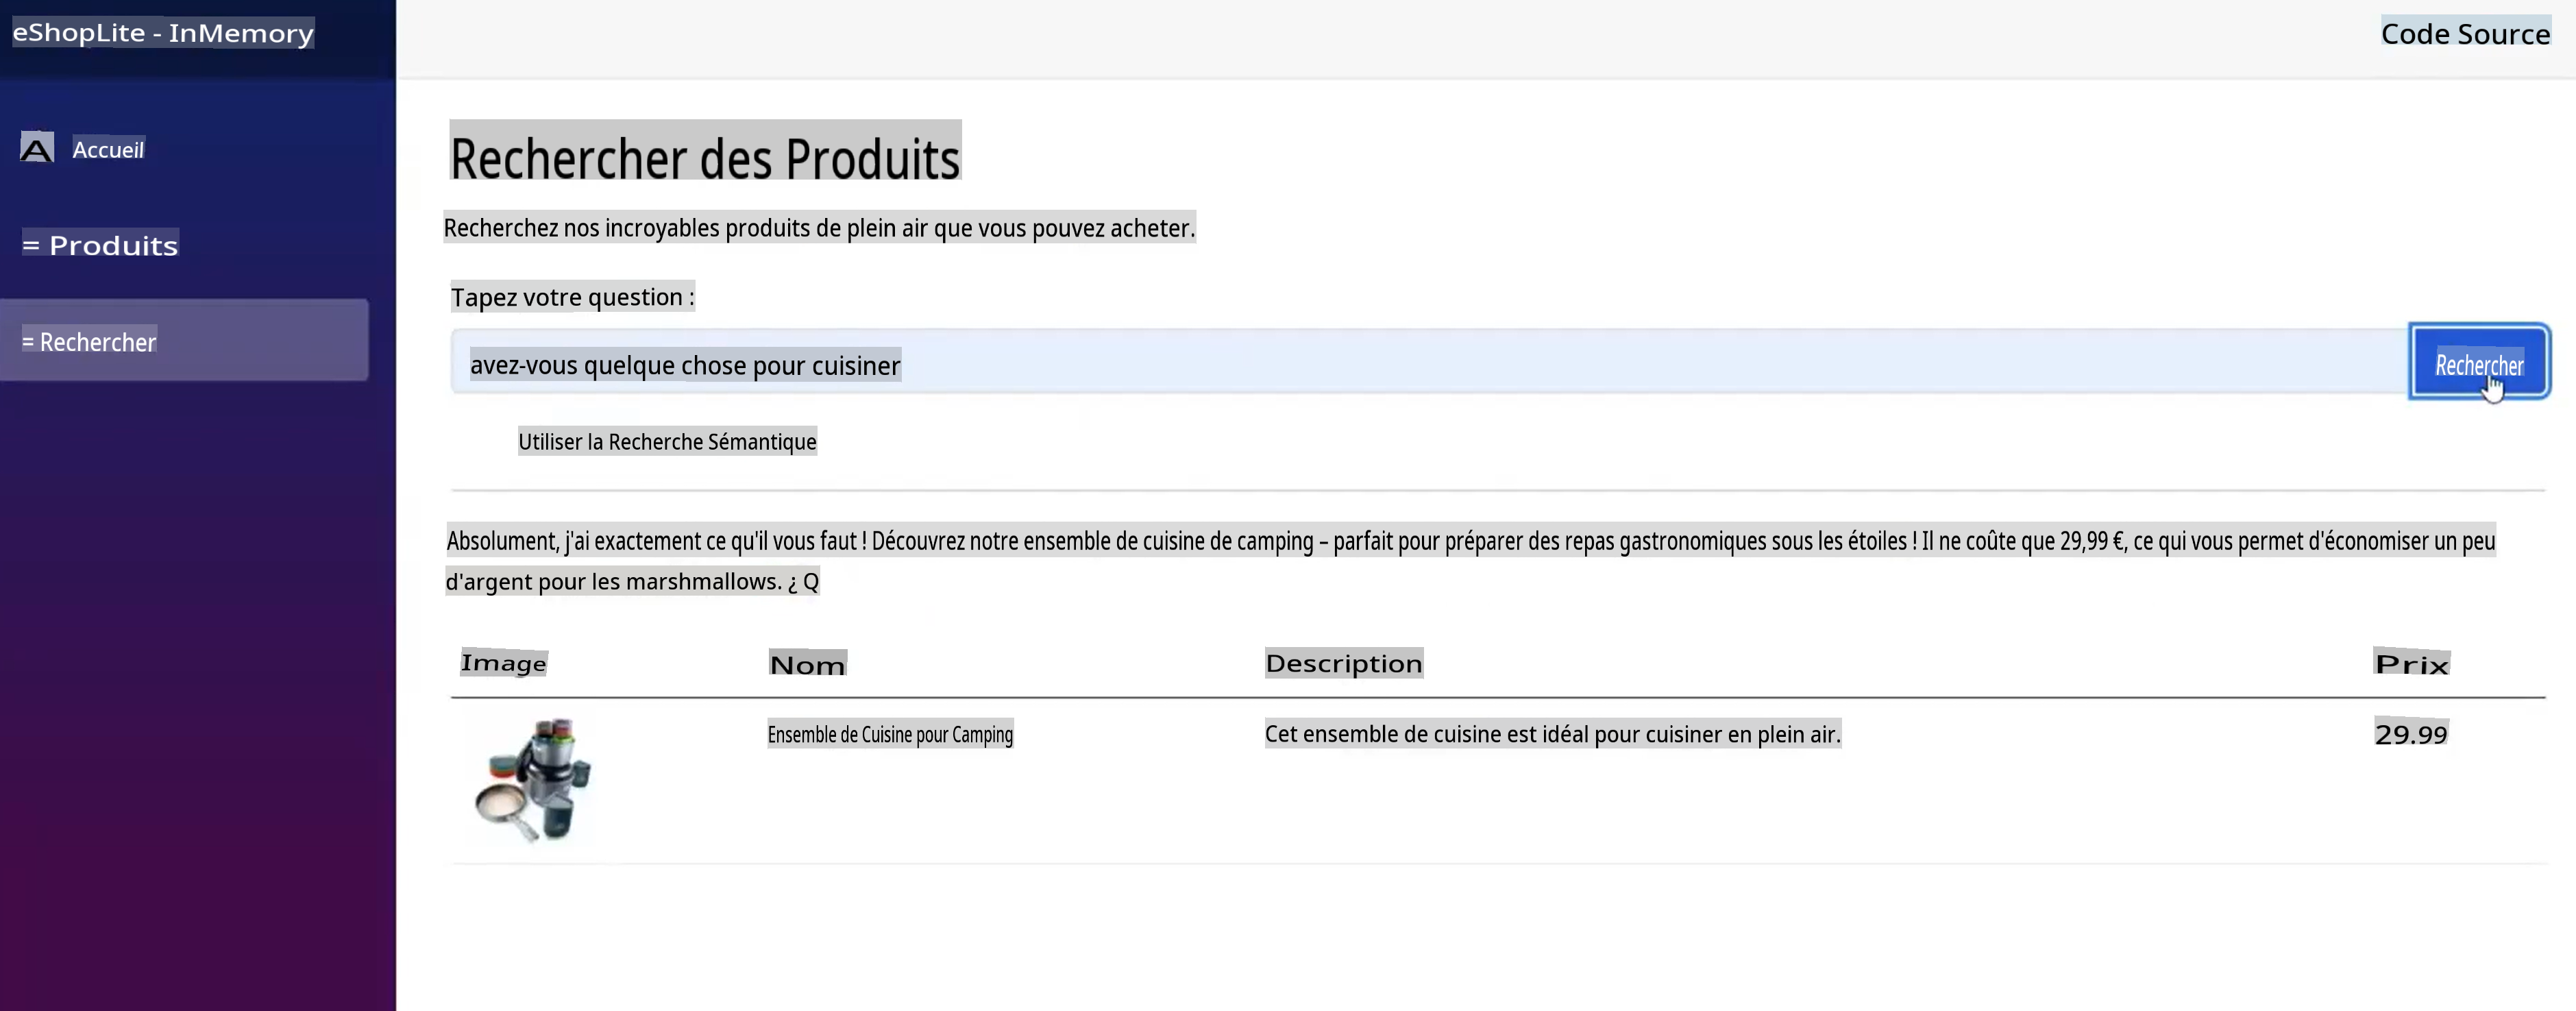 eShopLite - InMemory
Code Source
A Accueil
= Produits
= Rechercher
Rechercher des Produits
Recherchez nos incroyables produits de plein air que vous pouvez acheter.
Tapez votre question :
avez-vous quelque chose pour cuisiner
Rechercher
Utiliser la Recherche Sémantique
Absolument, j'ai exactement ce qu'il vous faut ! Découvrez notre ensemble de cuisine de camping – parfait pour préparer des repas gastronomiques sous les étoiles ! Il ne coûte que 29,99 €, ce qui vous permet d'économiser un peu
d'argent pour les marshmallows. ¿ Q
Image Nom Description Prix
Ensemble de Cuisine pour Camping Cet ensemble de cuisine est idéal pour cuisiner en plein air. 29.99